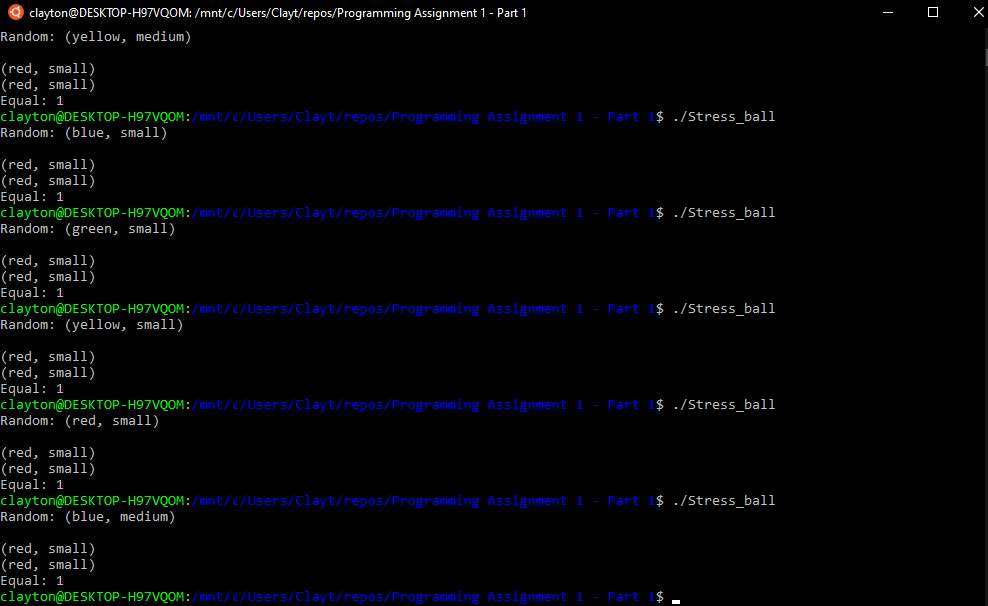 clayton@DESKTOP-H97VQOM: /mnt/c/Users/Clayt/repos/Programming Assignment 1 - Part 1
Random: (yellow, medium)
(red, small)
(red, small)
Equal: 1
clayton@DESKTOP-H97VQOM:/mnt/c/Users/Clayt/repos/Programming Assignment 1 - Part 1$ ./Stress_ball
Random: (blue, small)
(red, small)
(red, small)
Equal: 1
clayton@DESKTOP-H97VQOM:/mnt/c/Users/Clayt/repos/Programming Assignment 1 - Part 1$ ./Stress_ball
Random: (green, small)
(red, small)
(red, small)
Equal: 1
clayton@DESKTOP-H97VQOM:/mnt/c/Users/Clayt/repos/Programming Assignment 1 - Part 1$ ./Stress_ball
Random: (yellow, small)
(red, small)
(red, small)
Equal: 1
clayton@DESKTOP-H97VQOM:/mnt/c/Users/Clayt/repos/Programming Assignment 1 - Part 1$ ./Stress_ball
Random: (red, small)
(red, small)
(red, small)
Equal: 1
clayton@DESKTOP-H97VQOM:/mnt/c/Users/Clayt/repos/Programming Assignment 1 - Part 1$ ./Stress_ball
Random: (blue, medium)
(red, small)
(red, small)
Equal: 1
clayton@DESKTOP-H97VQOM:/mnt/c/Users/Clayt/repos/Programming Assignment 1 - Part 1$